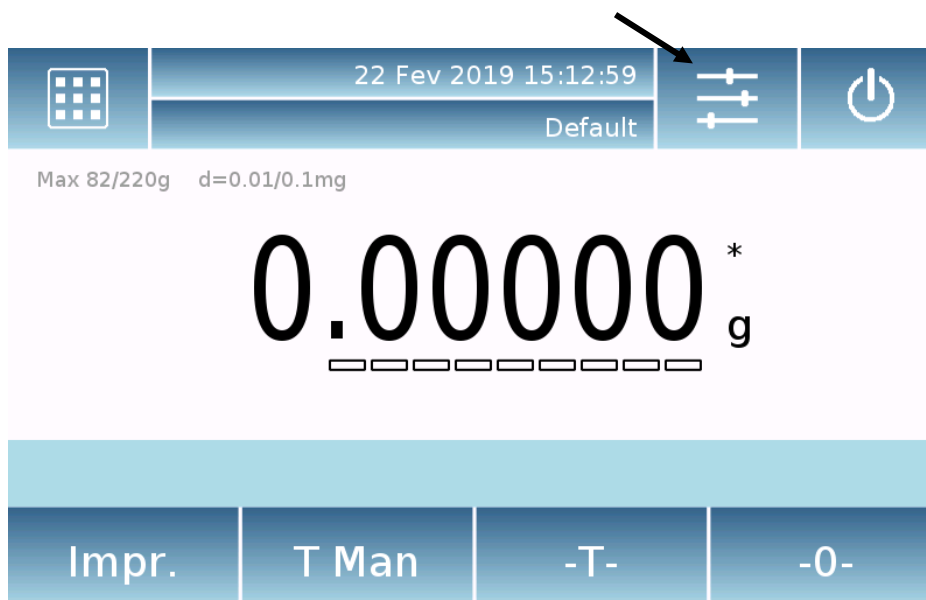 22 Fev 2019 15:12:59
Default
Max 82/220g d=0.01/0.1mg
0.00000 *
g
Impr. T Man -T- -0-